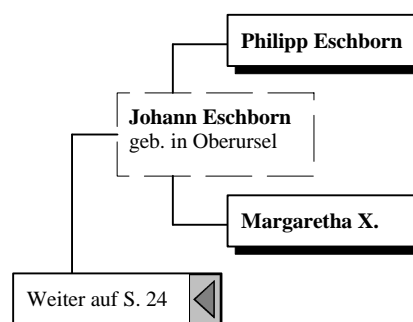 Philipp Eschborn
Johann Eschborn
geb. in Oberursel
Margaretha X.
Weiter auf S. 24